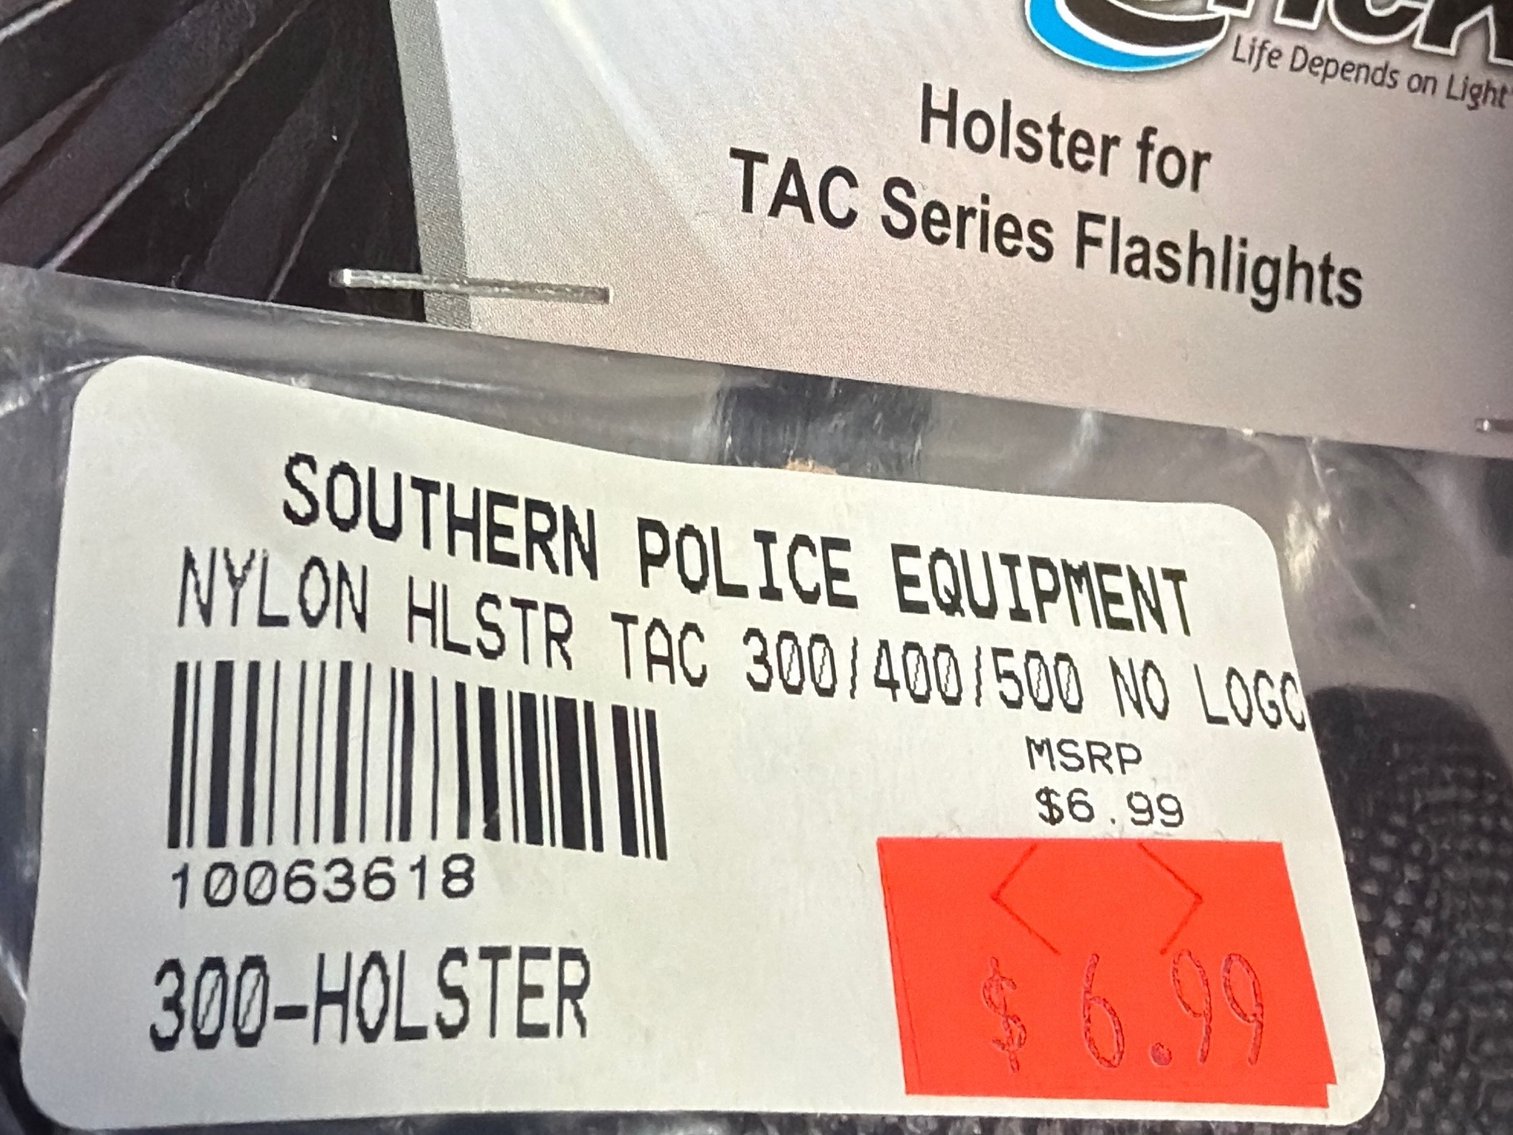 Life Depends on Light
Holster for
TAC Series Flashlights
SOUTHERN POLICE EQUIPMENT
NYLON HLSTR TAC 300/400/500 NO LOGO
MSRP
$6.99
10063618
300-HOLSTER
$6.99